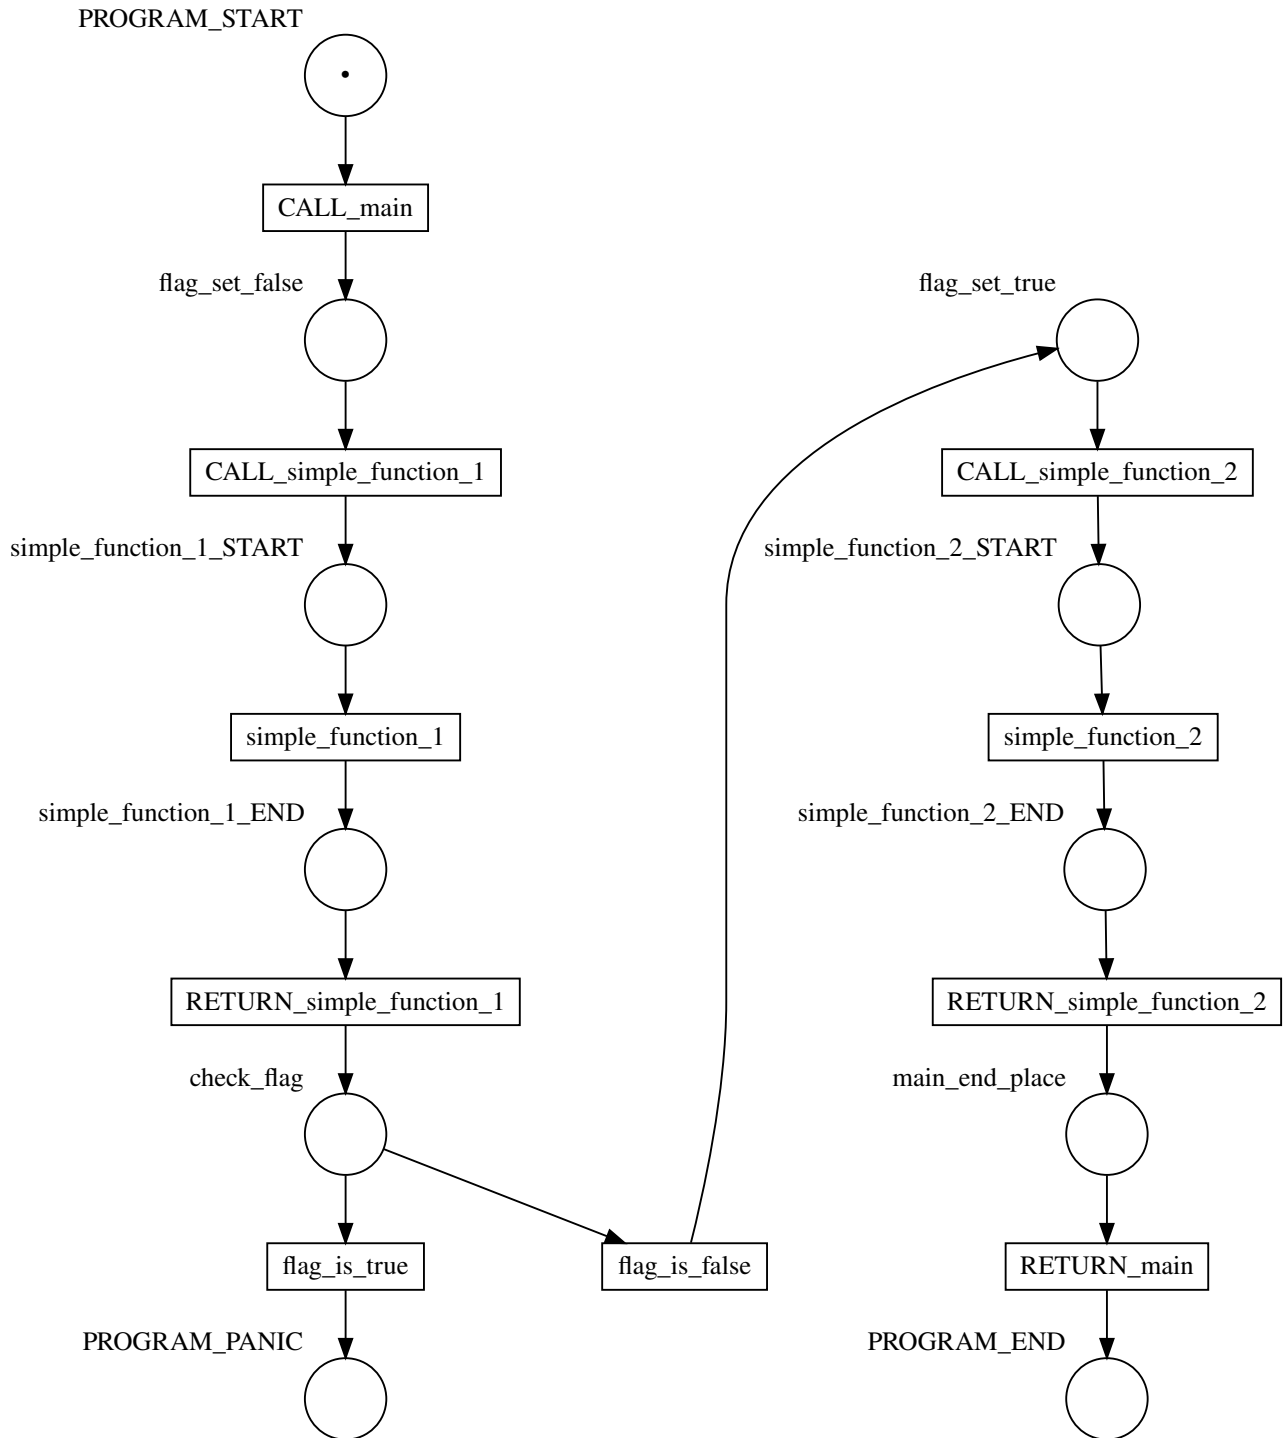 PROGRAM_START
CALL_main
flag_set_false
flag_set_true
CALL_simple_function_1
CALL_simple_function_2
simple_function_1_START
simple_function_2_START
simple_function_1
simple_function_2
simple_function_1_END
simple_function_2_END
RETURN_simple_function_1
RETURN_simple_function_2
check_flag
main_end_place
flag_is_true
flag_is_false
RETURN_main
PROGRAM_PANIC
PROGRAM_END